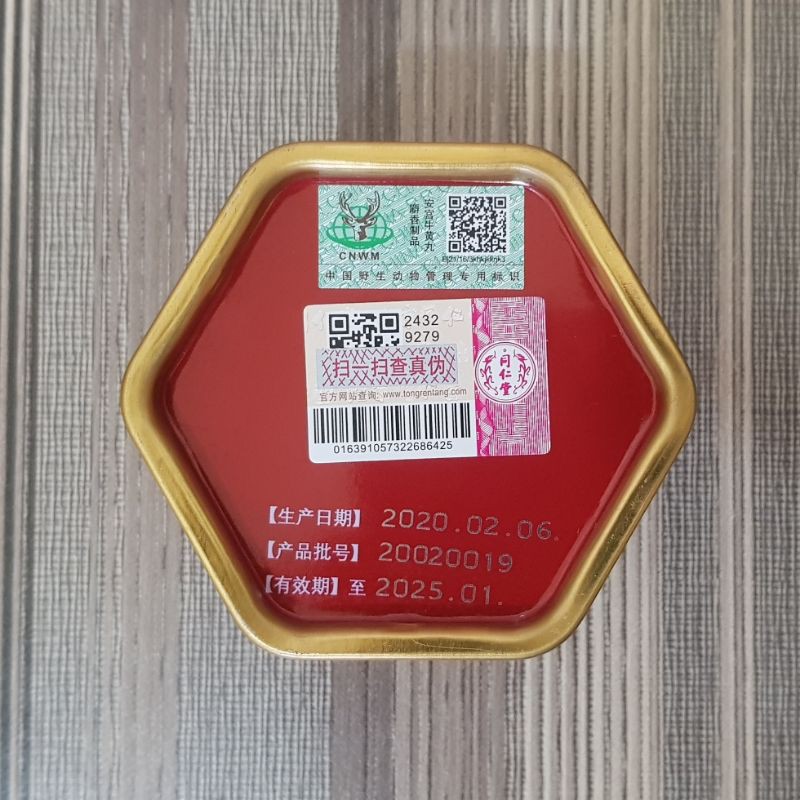 CNWM
麝香制品
安宫牛黄丸
中国野生动物管理专用标识
2432
9279
扫一扫查真伪
官方网站查询: www.tongrentang.com
同仁堂
016391057322686425
【生产日期】 2020.02.06.
【产品批号】 20020019
【有效期】至 2025.01.